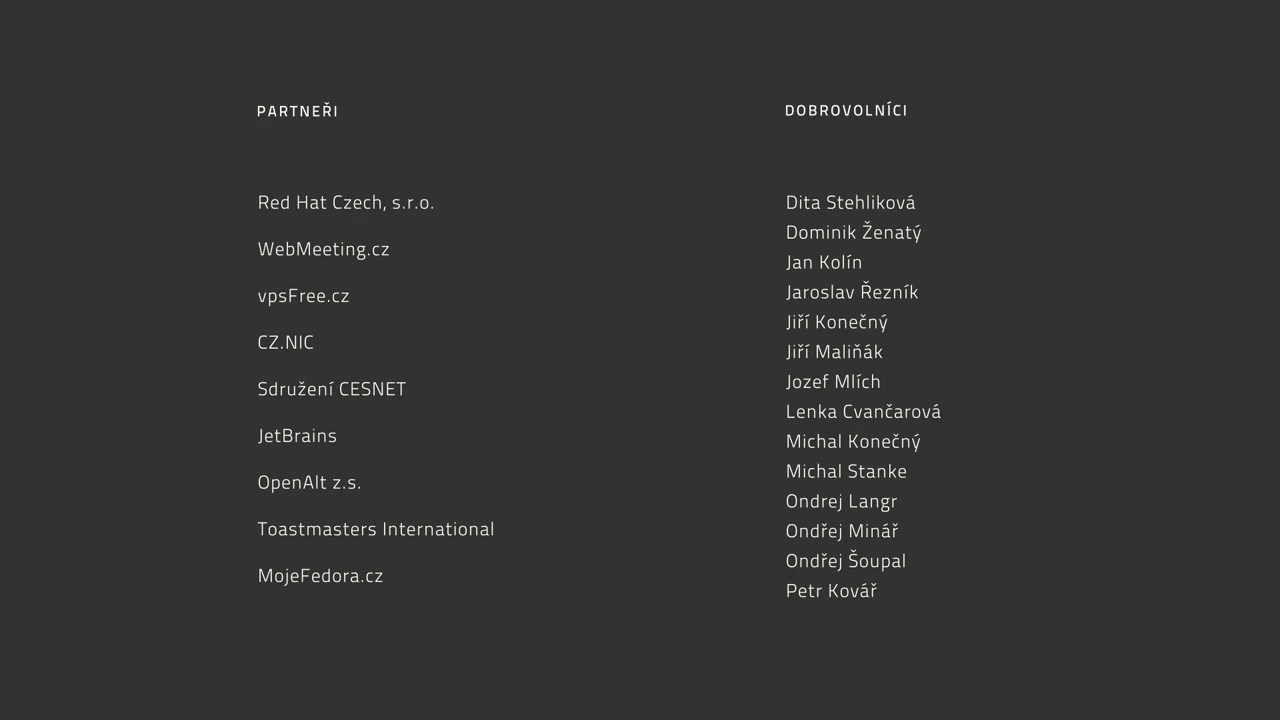 PARTNEŘI
Red Hat Czech, s.r.o.
WebMeeting.cz
vpsFree.cz
CZ.NIC
Sdružení CESNET
JetBrains
OpenAlt z.s.
Toastmasters International
MojeFedora.cz
DOBROVOLNÍCI
Dita Stehliková
Dominik Ženatý
Jan Kolín
Jaroslav Řezník
Jiří Konečný
Jiří Maliňák
Jozef Mlích
Lenka Cvančarová
Michal Konečný
Michal Stanke
Ondrej Langr
Ondřej Minář
Ondřej Šoupal
Petr Kovář